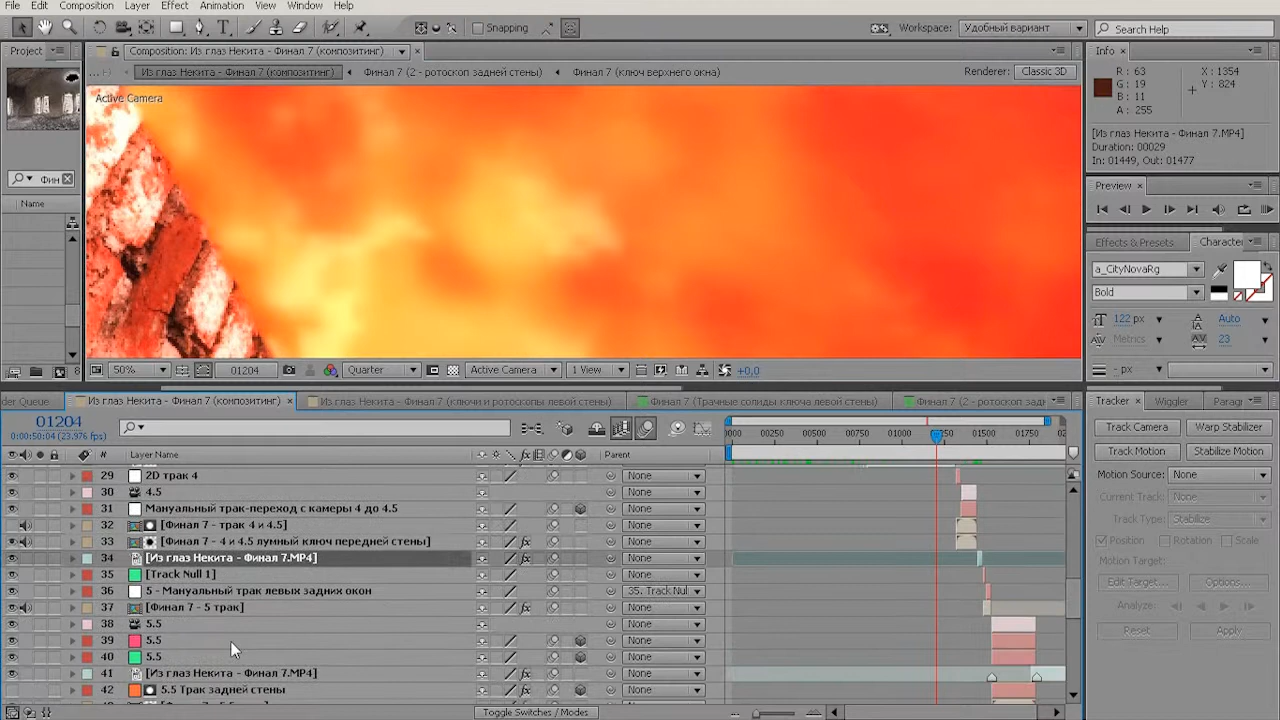 File Edit Composition Layer Effect Animation View Window Help
Snapping
Workspace: Удобный вариант
Search Help
Project
Фин
Name
Composition: Из глаз Некита - Финал 7 (композитинг)
Из глаз Некита - Финал 7 (композитинг) Финал 7 (2 - ротоскоп задней стены) Финал 7 (ключ верхнего окна)
Renderer: Classic 3D
Active Camera
50% 01204 Quarter Active Camera 1 View +0,0
Info
R: 63
G: 19
B: 11
A: 255
X: 1354
Y: 824
[Из глаз Некита - Финал 7.MP4]
Duration: 00029
In: 01449, Out: 01477
Preview
Effects & Presets Character
a_CityNovaRg
Bold
122 px Auto
Metrics 23
- px
der Queue Из глаз Некита - Финал 7 (композитинг) Из глаз Некита - Финал 7 (ключи и ротоскопы левой стены) Финал 7 (Трачные солиды ключа левой стены) Финал 7 (2 - ротоскоп задн
01204
0:00:50:04 (23.976 fps)
0000 00250 00500 00750 01000 01250 01500 01750 02
# Layer Name Parent
29 2D трак 4 None
30 4.5 None
31 Мануальный трак-переход с камеры 4 до 4.5 None
32 [Финал 7 - трак 4 и 4.5] None
33 [Финал 7 - 4 и 4.5 лумный ключ передней стены] None
34 [Из глаз Некита - Финал 7.MP4] None
35 [Track Null 1] None
36 5 - Мануальный трак левых задних окон 35. Track Nul
37 [Финал 7 - 5 трак] None
38 5.5 None
39 5.5 None
40 5.5 None
41 [Из глаз Некита - Финал 7.MP4] None
42 5.5 Трак задней стены None
Toggle Switches / Modes
Tracker Wiggler Paragr
Track Camera Warp Stabilizer
Track Motion Stabilize Motion
Motion Source: None
Current Track: None
Track Type: Stabilize
Position Rotation Scale
Motion Target:
Edit Target... Options...
Analyze:
Reset Apply